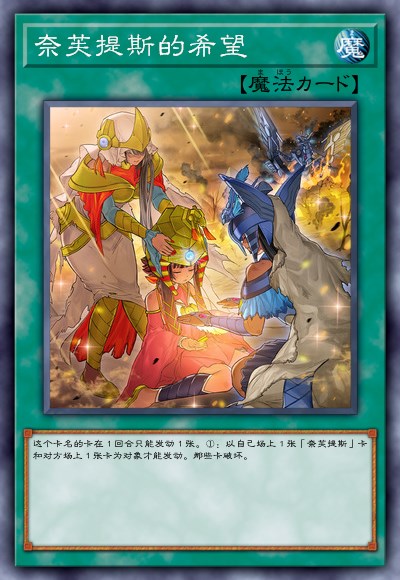 奈芙提斯的希望
魔
【魔法カード】
まほう
这个卡名的卡在1回合只能发动1张。①：以自己场上1张「奈芙提斯」卡
和对方场上1张卡为对象才能发动。那些卡破坏。